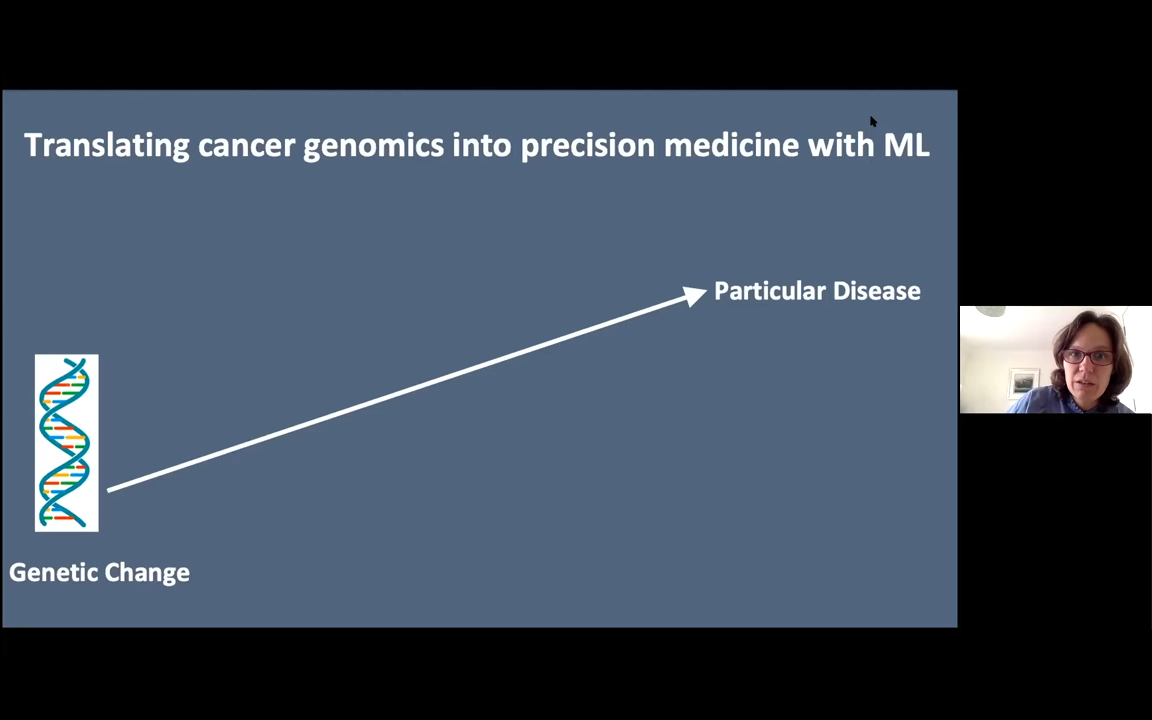 Translating cancer genomics into precision medicine with ML
Particular Disease
Genetic Change